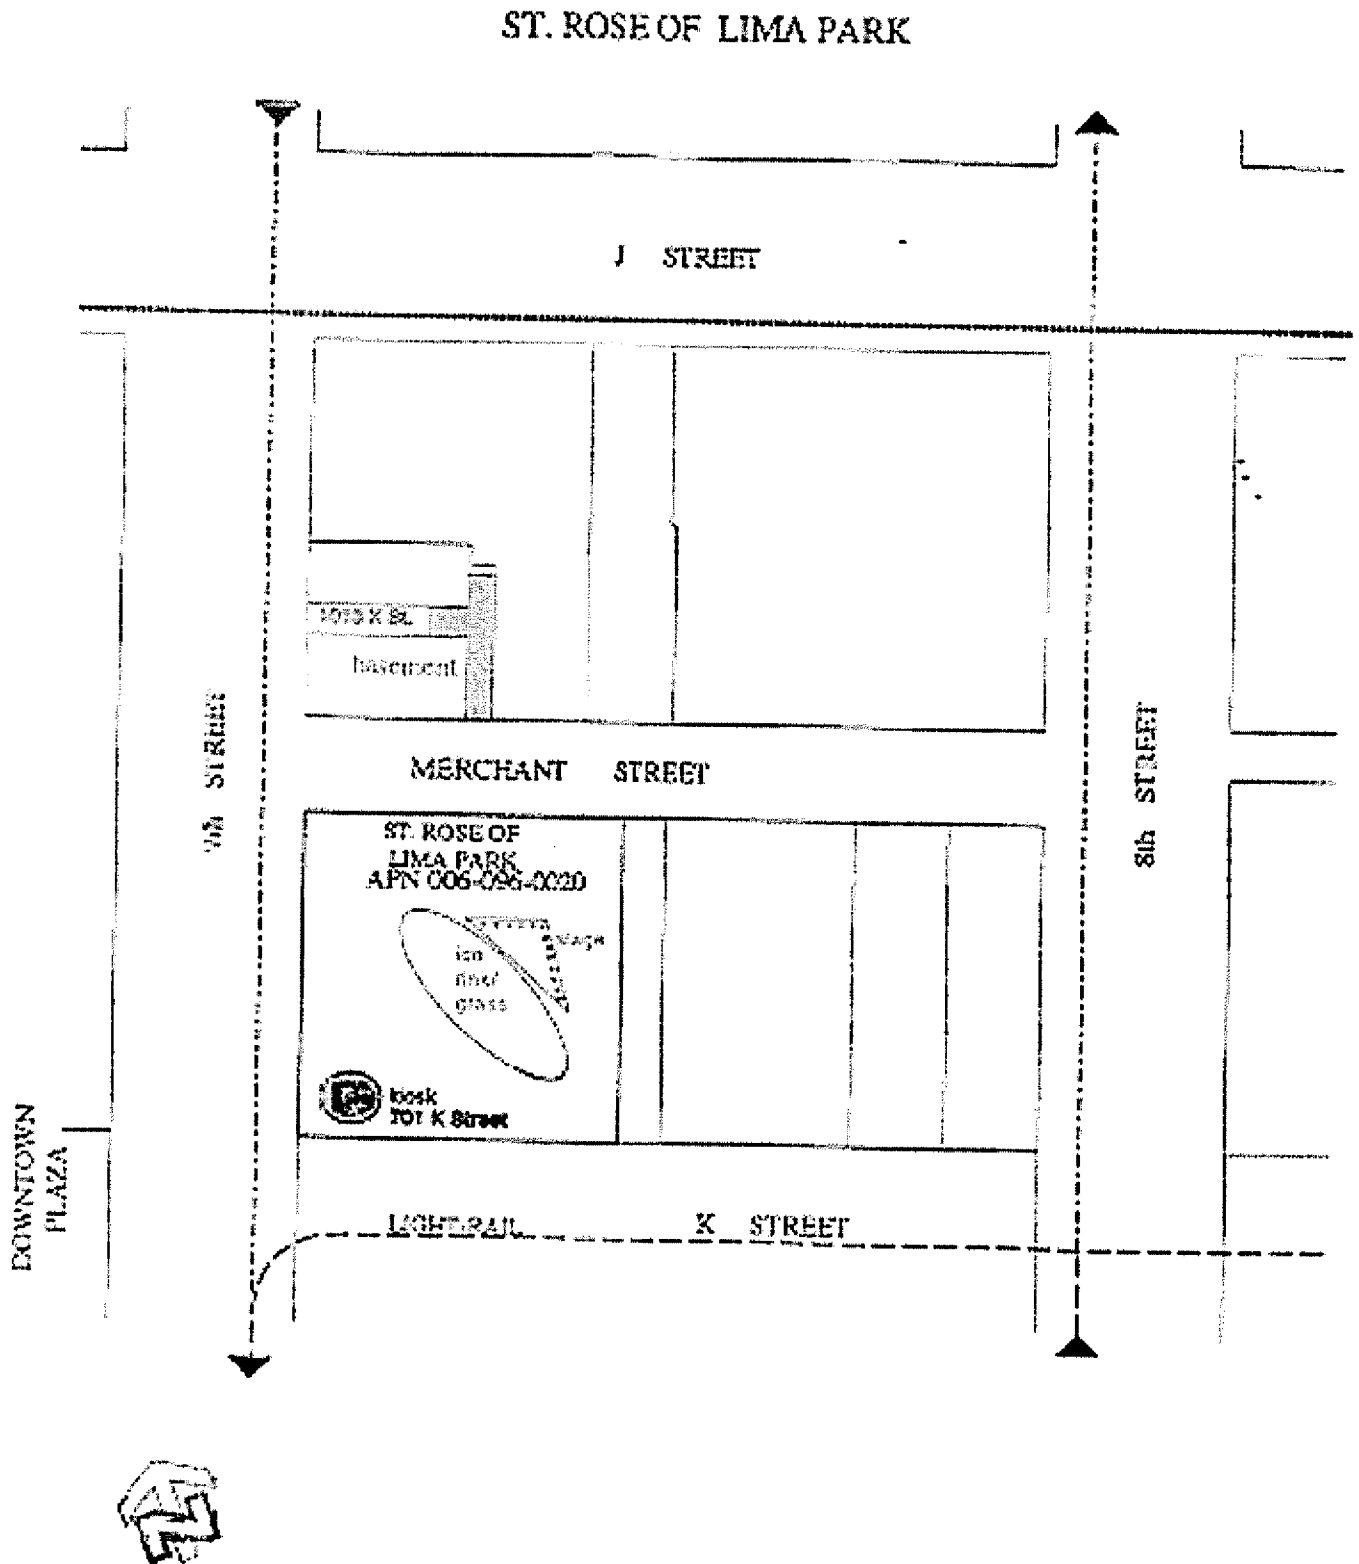 ST. ROSE OF LIMA PARK
J STREET
K St.
basement
7th STREET
8th STREET
MERCHANT STREET
ST. ROSE OF
LIMA PARK
APN 006-096-0020
stage
ice
rink/
grass
kiosk
701 K Street
DOWNTOWN
PLAZA
LIGHT RAIL K STREET